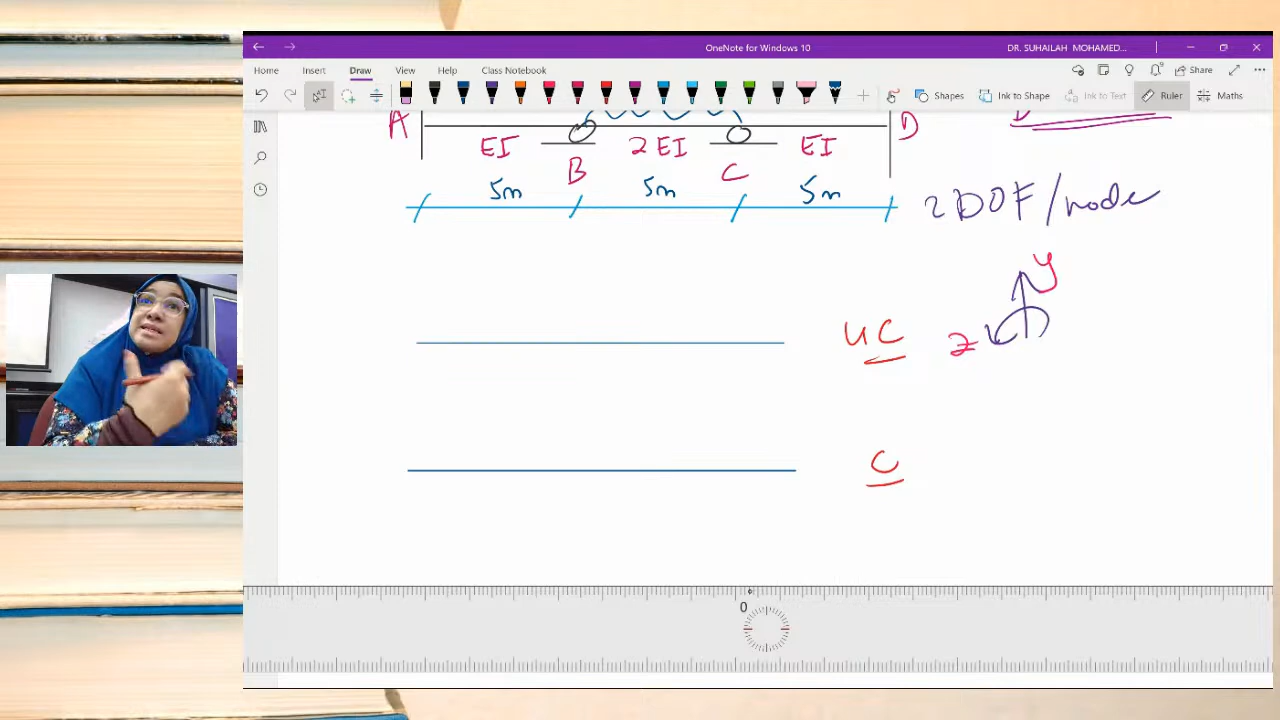 OneNote for Windows 10
DR. SUHAILAH MOHAMED...
Home Insert Draw View Help Class Notebook
Share
Shapes Ink to Shape Ink to Text Ruler Maths
A D
EI 2EI EI
B C
5m 5m 5m
2DOF/node
y
UC z
C
0